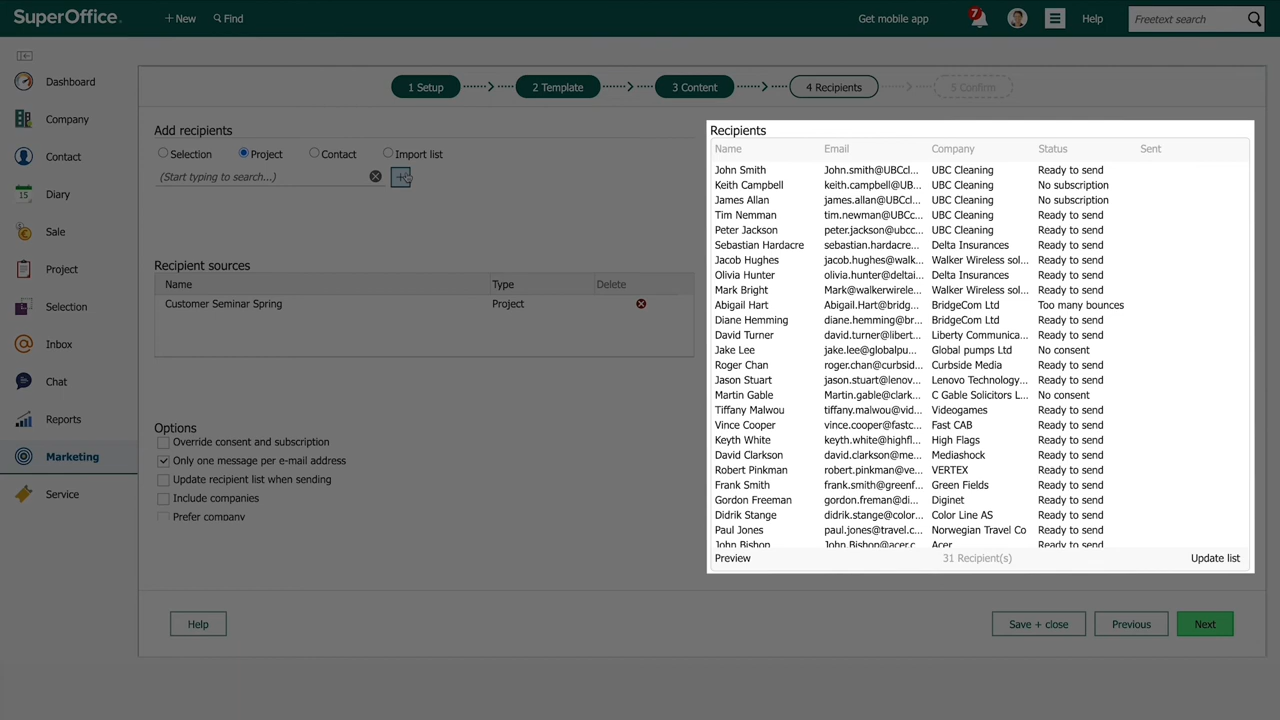 SuperOffice.
+ New
Find
Get mobile app
7
Help
Freetext search
Dashboard
Company
Contact
15
Diary
Sale
Project
Selection
Inbox
Chat
Reports
Marketing
Service
1 Setup
2 Template
3 Content
4 Recipients
5 Confirm
Add recipients
Selection
Project
Contact
Import list
(Start typing to search...)
Recipient sources
Name Type Delete
Customer Seminar Spring Project
Options
Override consent and subscription
Only one message per e-mail address
Update recipient list when sending
Include companies
Prefer company
Recipients
Name Email Company Status Sent
John Smith John.smith@UBCcl... UBC Cleaning Ready to send
Keith Campbell keith.campbell@UB... UBC Cleaning No subscription
James Allan james.allan@UBCcl... UBC Cleaning No subscription
Tim Nemman tim.newman@UBCc... UBC Cleaning Ready to send
Peter Jackson peter.jackson@ubcc... UBC Cleaning Ready to send
Sebastian Hardacre sebastian.hardacre... Delta Insurances Ready to send
Jacob Hughes jacob.hughes@walk... Walker Wireless sol... Ready to send
Olivia Hunter olivia.hunter@deltai... Delta Insurances Ready to send
Mark Bright Mark@walkerwirele... Walker Wireless sol... Ready to send
Abigail Hart Abigail.Hart@bridg... BridgeCom Ltd Too many bounces
Diane Hemming diane.hemming@br... BridgeCom Ltd Ready to send
David Turner david.turner@libert... Liberty Communica... Ready to send
Jake Lee jake.lee@globalpu... Global pumps Ltd No consent
Roger Chan roger.chan@curbsid... Curbside Media Ready to send
Jason Stuart jason.stuart@lenov... Lenovo Technology... Ready to send
Martin Gable Martin.gable@clark... C Gable Solicitors L... No consent
Tiffany Malwou tiffany.malwou@vid... Videogames Ready to send
Vince Cooper vince.cooper@fastc... Fast CAB Ready to send
Keyth White keyth.white@highfl... High Flags Ready to send
David Clarkson david.clarkson@me... Mediashock Ready to send
Robert Pinkman robert.pinkman@ve... VERTEX Ready to send
Frank Smith frank.smith@greenf... Green Fields Ready to send
Gordon Freeman gordon.freman@di... Diginet Ready to send
Didrik Stange didrik.stange@color... Color Line AS Ready to send
Paul Jones paul.jones@travel.c... Norwegian Travel Co Ready to send
John Bishop John.Bishop@acer.c... Acer Ready to send
Preview 31 Recipient(s) Update list
Help
Save + close
Previous
Next